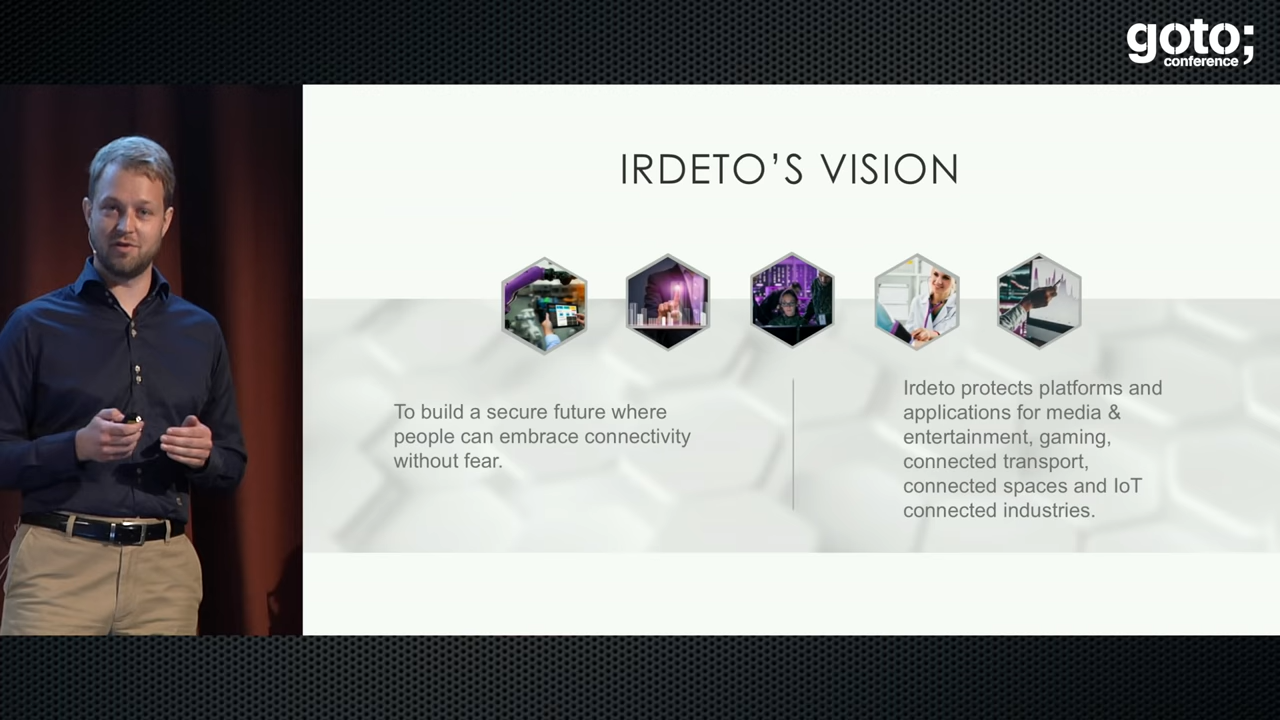 goto;
conference
IRDETO'S VISION
To build a secure future where
people can embrace connectivity
without fear.
Irdeto protects platforms and
applications for media &
entertainment, gaming,
connected transport,
connected spaces and IoT
connected industries.